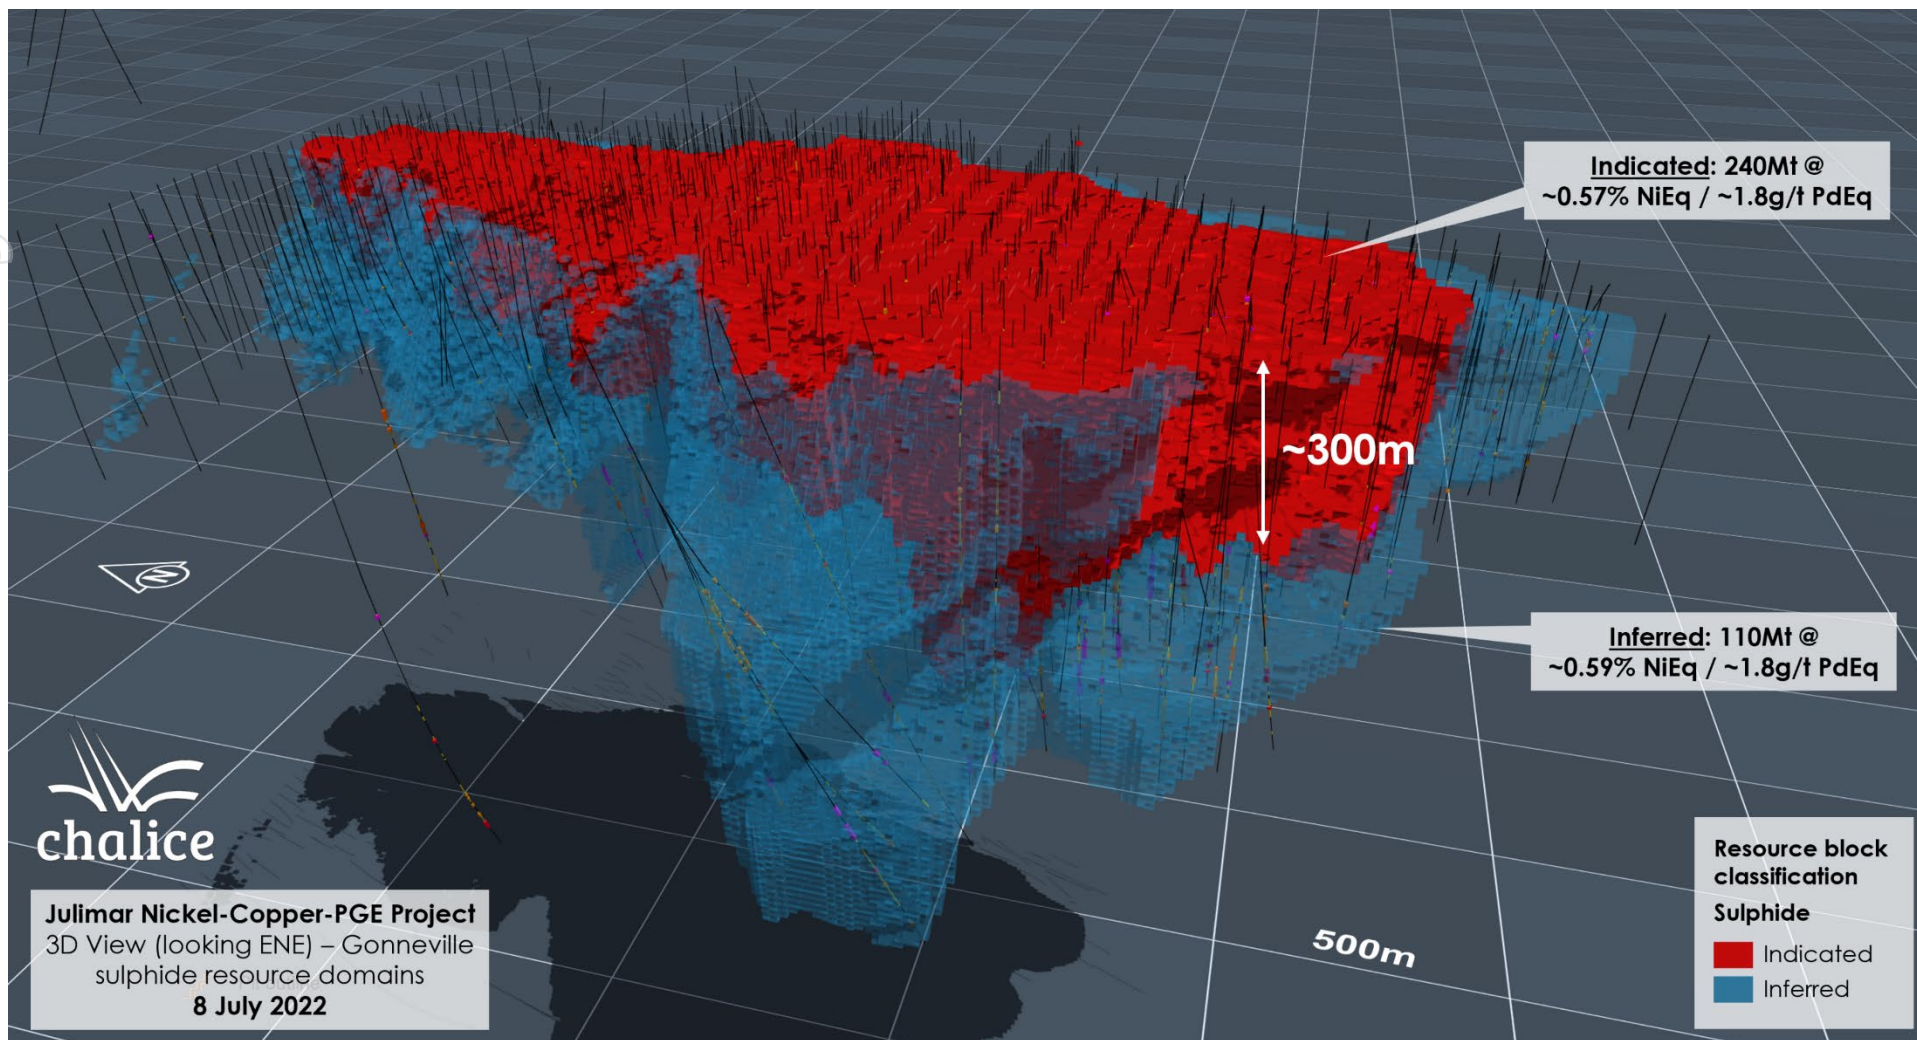 Indicated: 240Mt @
~0.57% NiEq / ~1.8g/t PdEq
~300m
N
Inferred: 110Mt @
~0.59% NiEq / ~1.8g/t PdEq
chalice
Julimar Nickel-Copper-PGE Project
3D View (looking ENE) – Gonneville
sulphide resource domains
8 July 2022
500m
Resource block
classification
Sulphide
Indicated
Inferred